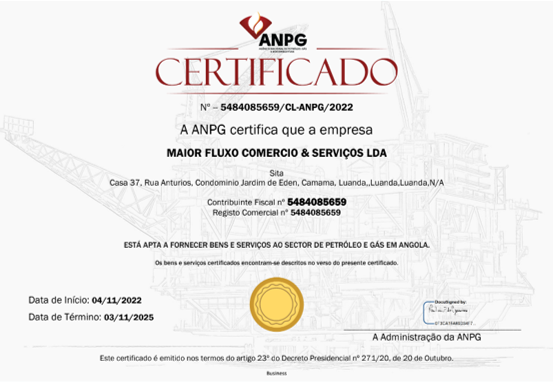 ANPG
CERTIFICADO
Nº – 5484085659/CL-ANPG/2022
A ANPG certifica que a empresa
MAIOR FLUXO COMERCIO & SERVIÇOS LDA
Sita
Casa 37, Rua Anturios, Condominio Jardim de Eden, Camama, Luanda,,Luanda,Luanda,N/A
Contribuinte Fiscal nº 5484085659
Registo Comercial nº 5484085659
ESTÁ APTA A FORNECER BENS E SERVIÇOS AO SECTOR DE PETRÓLEO E GÁS EM ANGOLA.
Os bens e serviços certificados encontram-se descritos no verso do presente certificado.
Data de Início: 04/11/2022
Data de Término: 03/11/2025
DocuSigned by:
A Administração da ANPG
Este certificado é emitico nos termos do artigo 23º do Decreto Presidencial nº 271/20, de 20 de Outubro.
Business